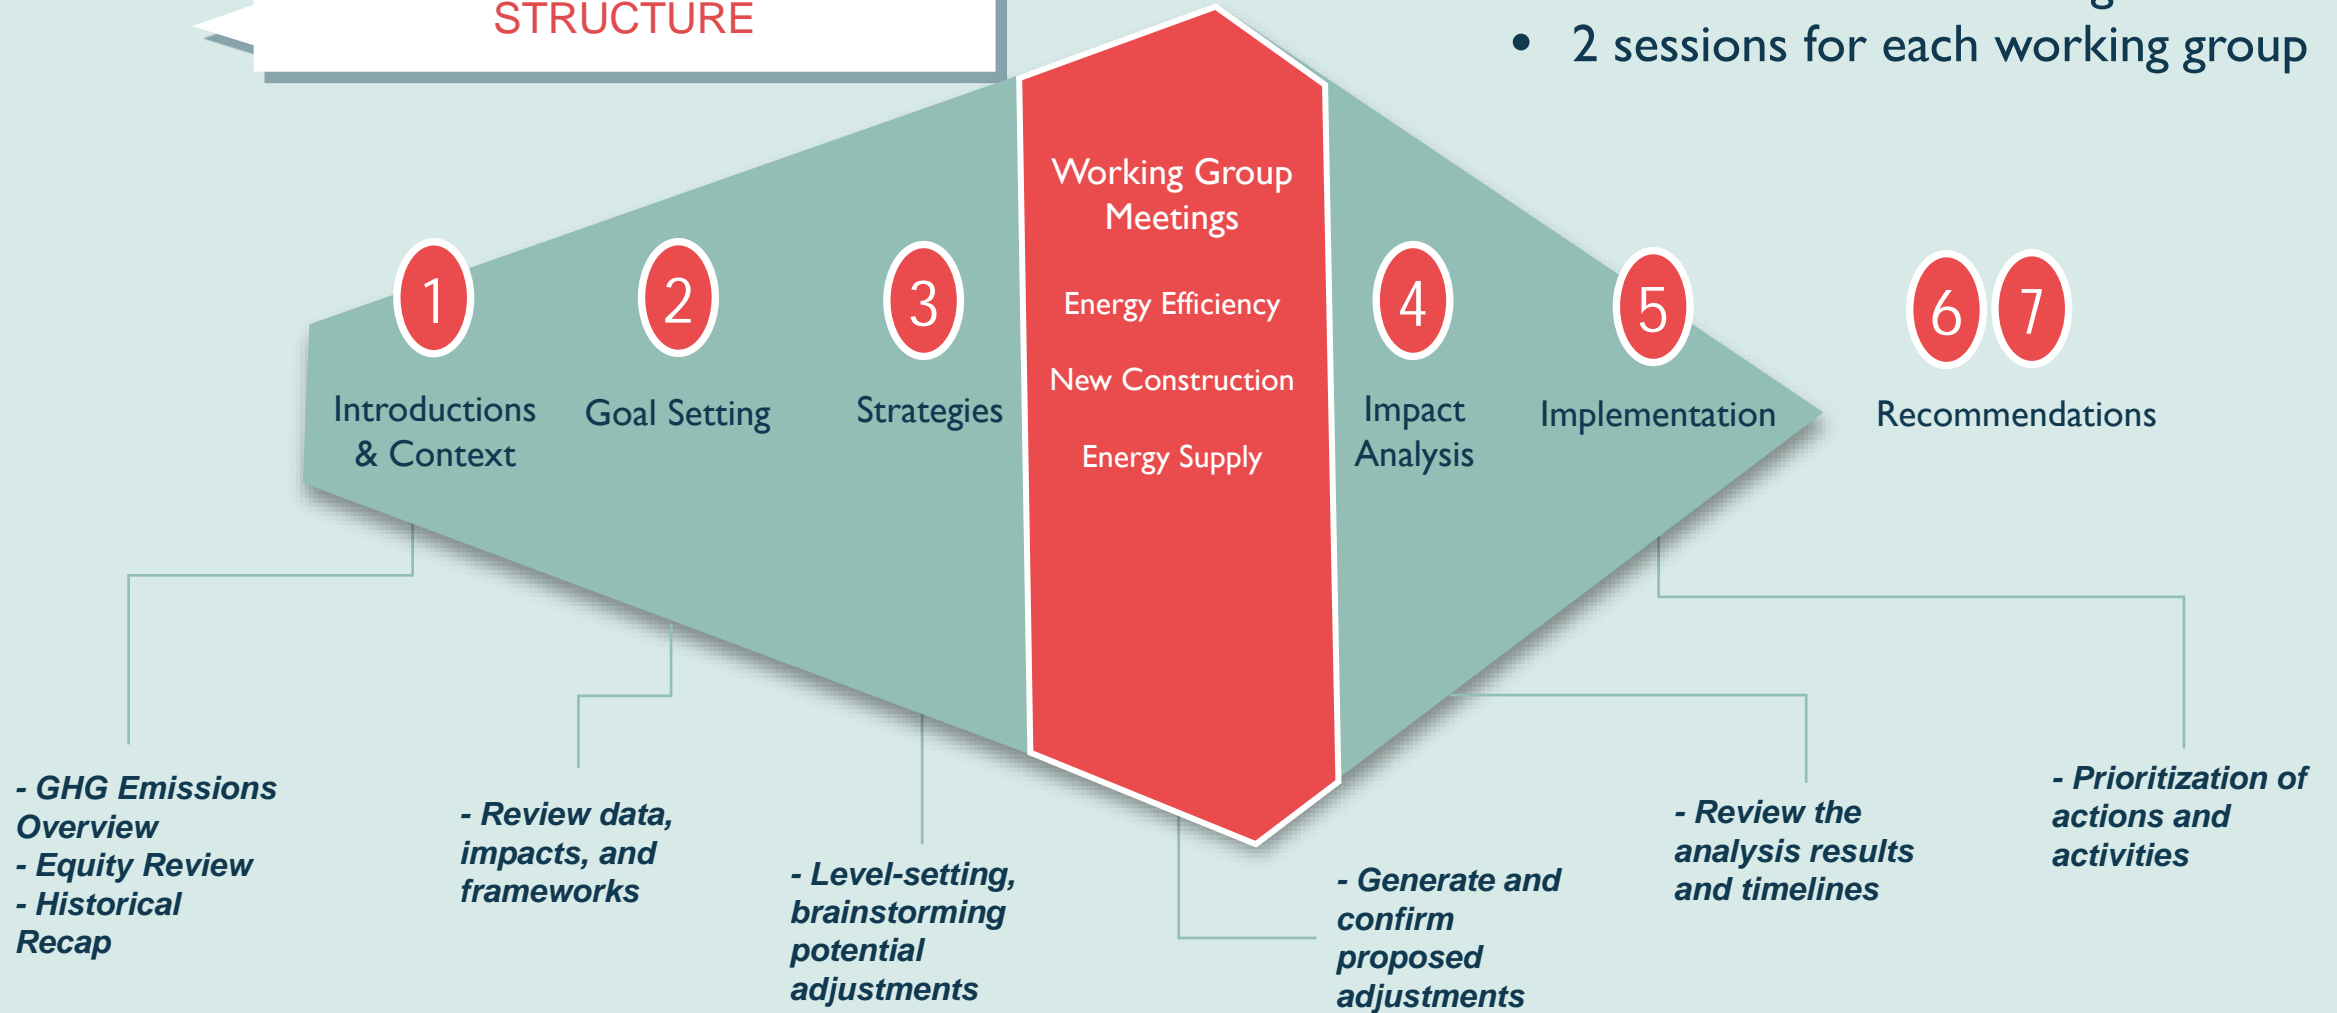 STRUCTURE
• 2 sessions for each working group
Working Group
Meetings
Energy Efficiency
New Construction
Energy Supply
1
Introductions
& Context
2
Goal Setting
3
Strategies
4
Impact
Analysis
5
Implementation
6
7
Recommendations
- GHG Emissions
Overview
- Equity Review
- Historical
Recap
- Review data,
impacts, and
frameworks
- Level-setting,
brainstorming
potential
adjustments
- Generate and
confirm
proposed
adjustments
- Review the
analysis results
and timelines
- Prioritization of
actions and
activities